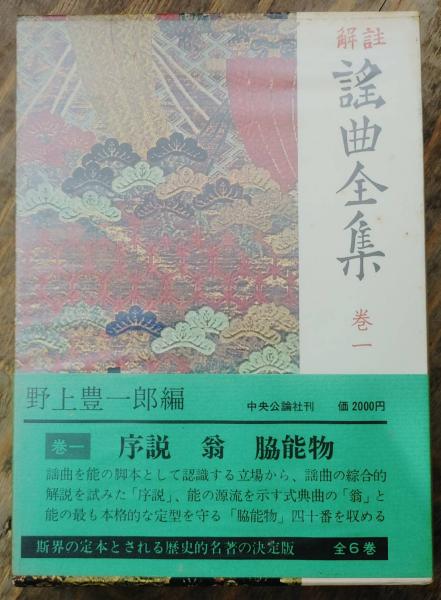 解註
謡曲全集
巻一
野上豊一郎編
中央公論社刊 価2000円
巻一 序説 翁 脇能物
謡曲を能の脚本として認識する立場から、謡曲の綜合的
解説を試みた「序説」、能の源流を示す式典曲の「翁」と
能の最も本格的な定型を守る「脇能物」四十番を収める
斯界の定本とされる歴史的名著の決定版 全6巻